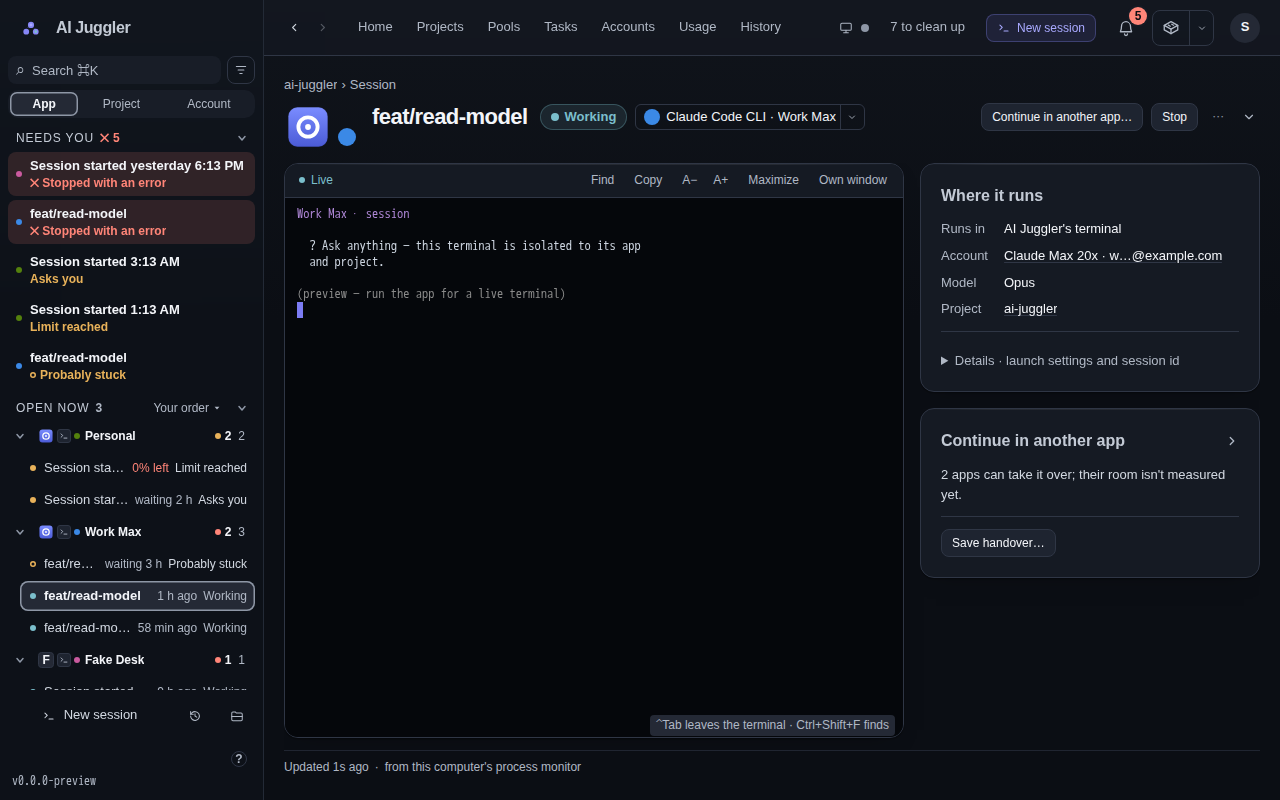 AI Juggler
Search ⌘K
App Project Account
NEEDS YOU 5
Session started yesterday 6:13 PM
Stopped with an error
feat/read-model
Stopped with an error
Session started 3:13 AM
Asks you
Session started 1:13 AM
Limit reached
feat/read-model
Probably stuck
OPEN NOW 3 Your order
Personal 2 2
Session sta… 0% left Limit reached
Session star… waiting 2 h Asks you
Work Max 2 3
feat/re… waiting 3 h Probably stuck
feat/read-model 1 h ago Working
feat/read-mo… 58 min ago Working
F Fake Desk 1 1
New session
?
v0.0.0-preview
Home Projects Pools Tasks Accounts Usage History
7 to clean up
New session
5
S
ai-juggler › Session
feat/read-model
Working
Claude Code CLI · Work Max
Continue in another app…
Stop
…
Live
Find Copy A− A+ Maximize Own window
Work Max · session
? Ask anything — this terminal is isolated to its app
and project.
(preview — run the app for a live terminal)
^Tab leaves the terminal · Ctrl+Shift+F finds
Where it runs
Runs in AI Juggler's terminal
Account Claude Max 20x · w…@example.com
Model Opus
Project ai-juggler
Details · launch settings and session id
Continue in another app
2 apps can take it over; their room isn't measured
yet.
Save handover…
Updated 1s ago · from this computer's process monitor